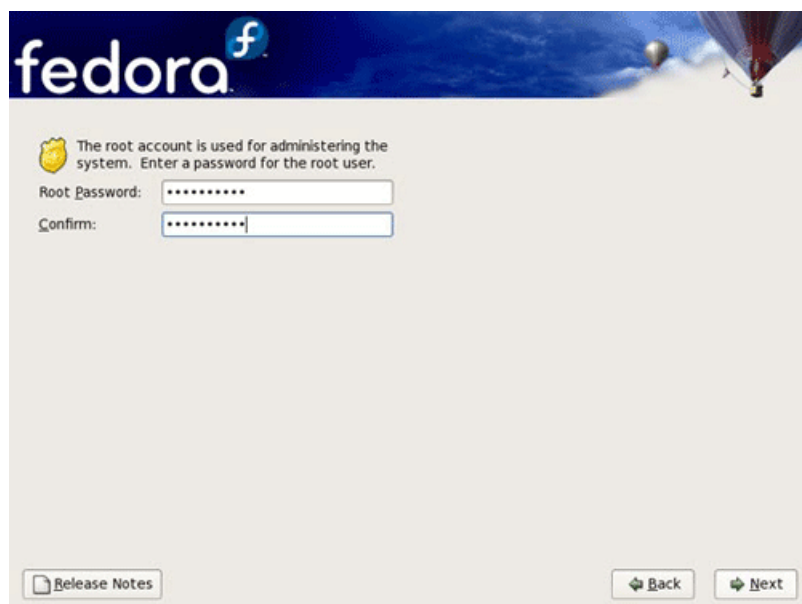 fedora
The root account is used for administering the
system. Enter a password for the root user.
Root Password: ••••••••••
Confirm: ••••••••••
Release Notes
Back
Next